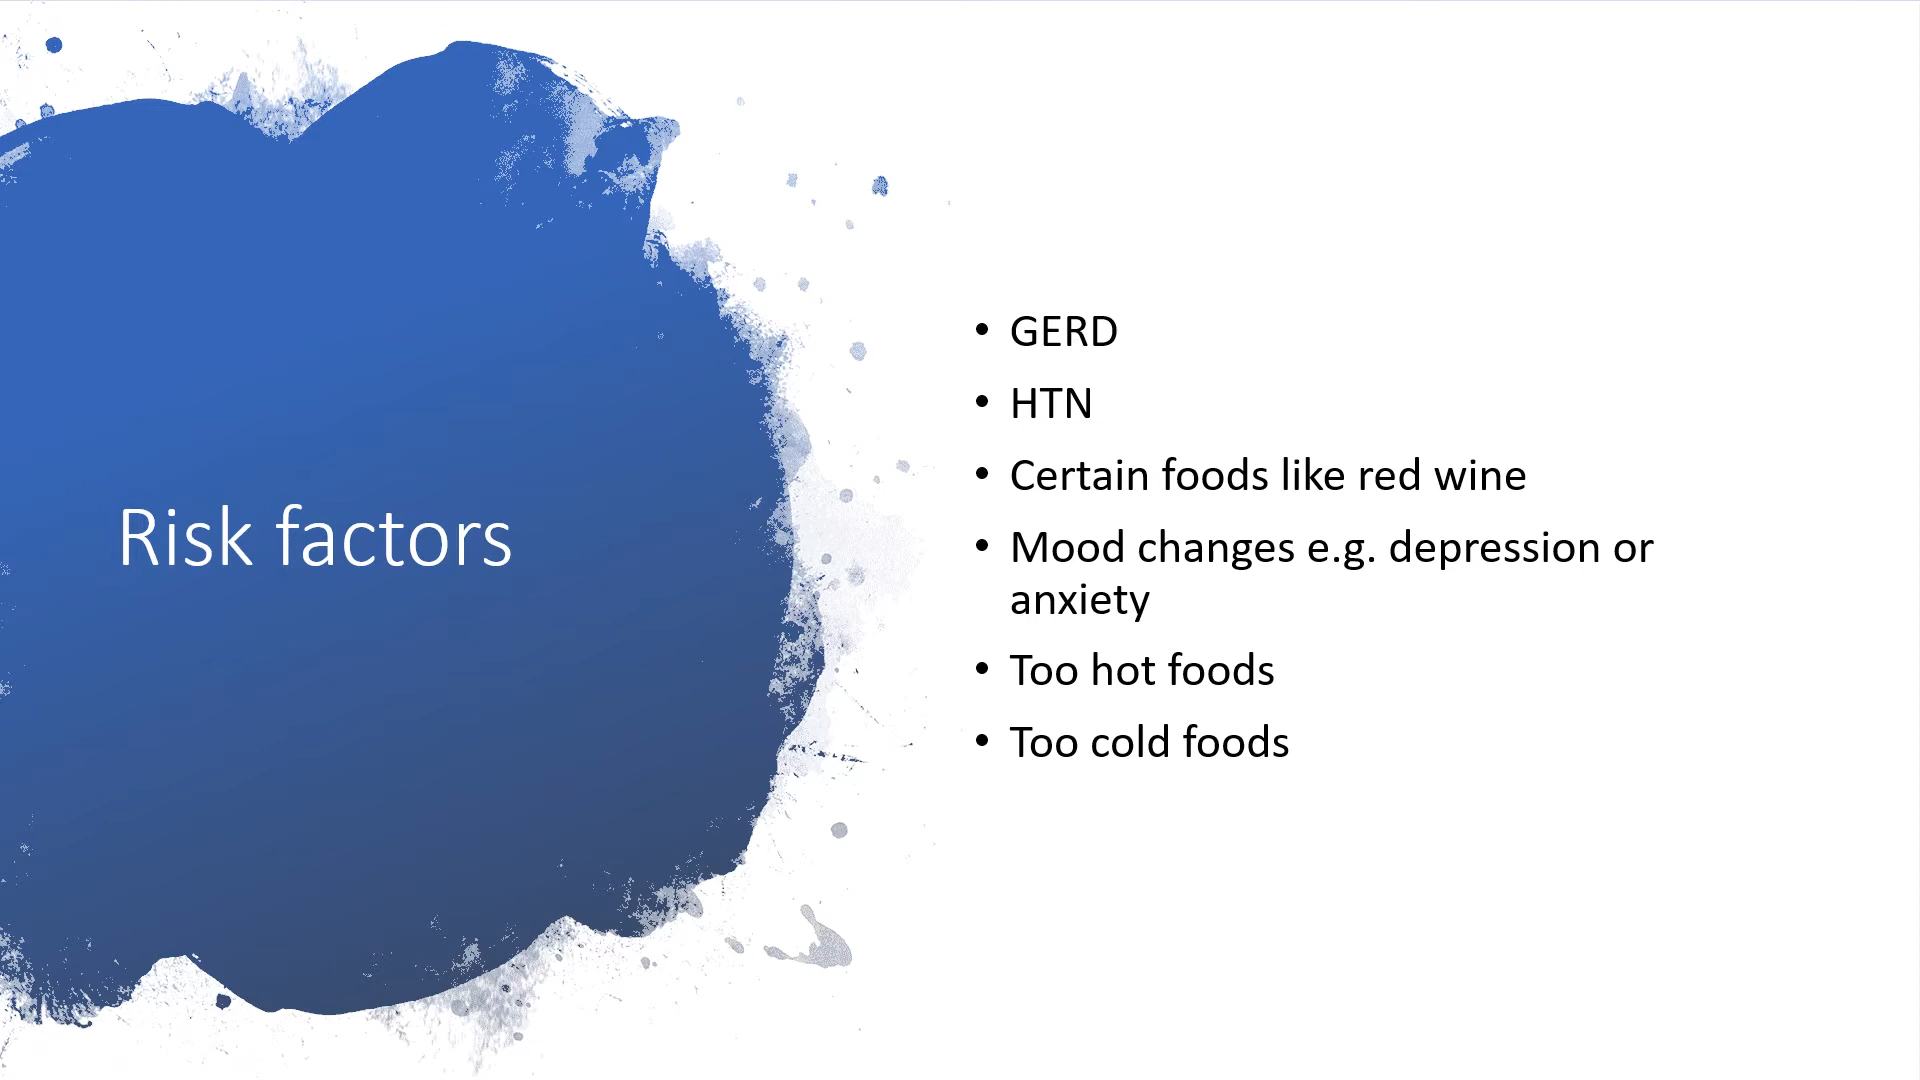 Risk factors
• GERD
• HTN
• Certain foods like red wine
• Mood changes e.g. depression or
anxiety
• Too hot foods
• Too cold foods